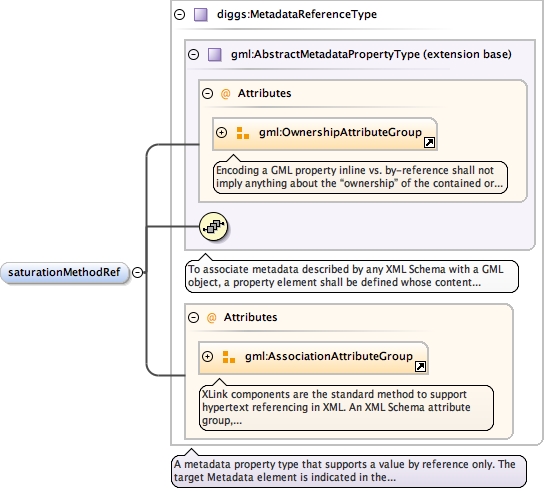 diggs:MetadataReferenceType
gml:AbstractMetadataPropertyType (extension base)
@ Attributes
gml:OwnershipAttributeGroup
Encoding a GML property inline vs. by-reference shall not
imply anything about the “ownership” of the contained or...
saturationMethodRef
To associate metadata described by any XML Schema with a GML
object, a property element shall be defined whose content...
@ Attributes
gml:AssociationAttributeGroup
XLink components are the standard method to support
hypertext referencing in XML. An XML Schema attribute
group,...
A metadata property type that supports a value by reference only. The
target Metadata element is indicated in the...